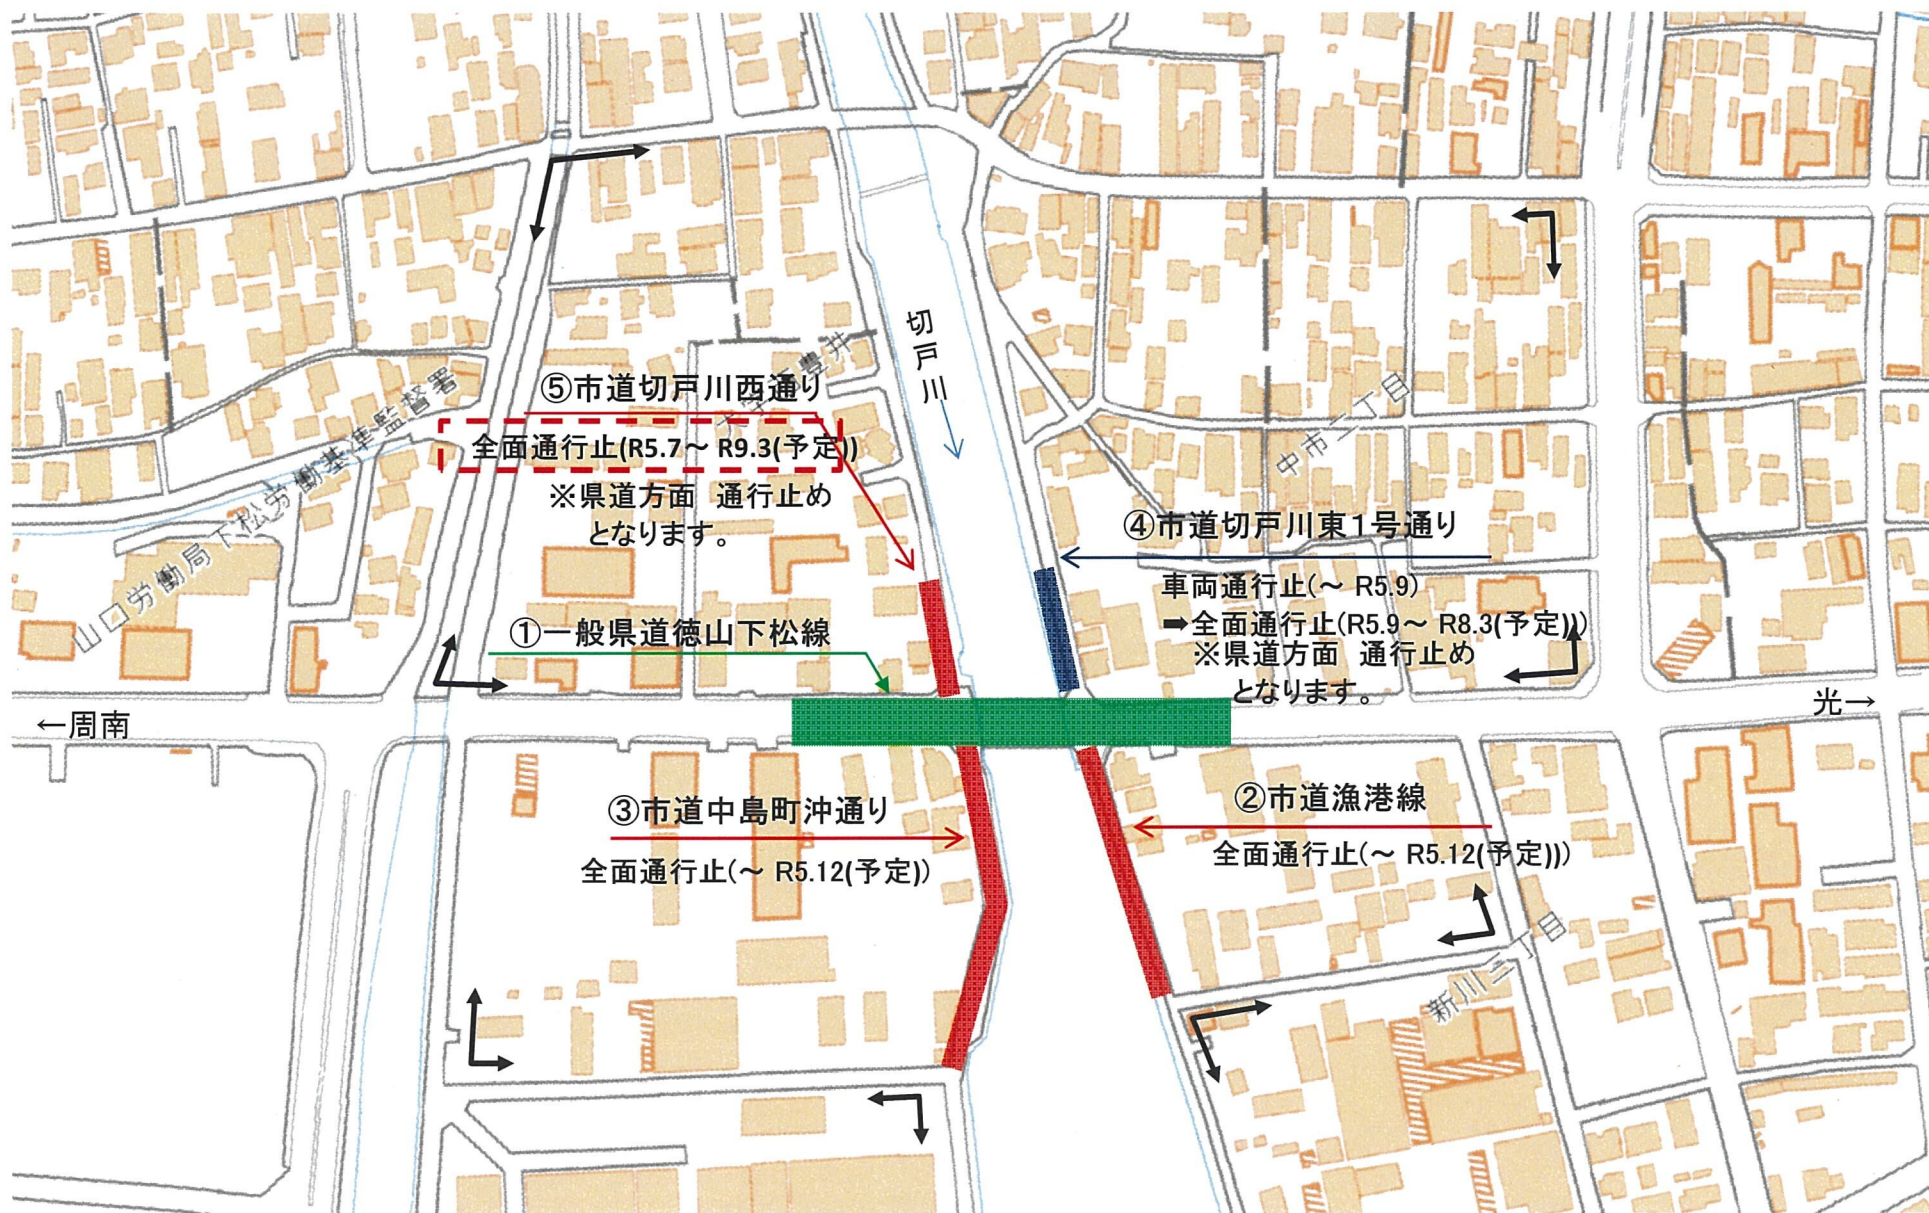 切戸川
⑤市道切戸川西通り
全面通行止(R5.7～ R9.3(予定))
※県道方面 通行止め
となります。
大字西豊井
山口労働局下松労働基準監督署
中市二丁目
④市道切戸川東１号通り
車両通行止(～ R5.9)
➡全面通行止(R5.9～ R8.3(予定))
※県道方面 通行止め
となります。
①一般県道徳山下松線
←周南
光→
③市道中島町沖通り
全面通行止(～ R5.12(予定))
②市道漁港線
全面通行止(～ R5.12(予定))
新川三丁目